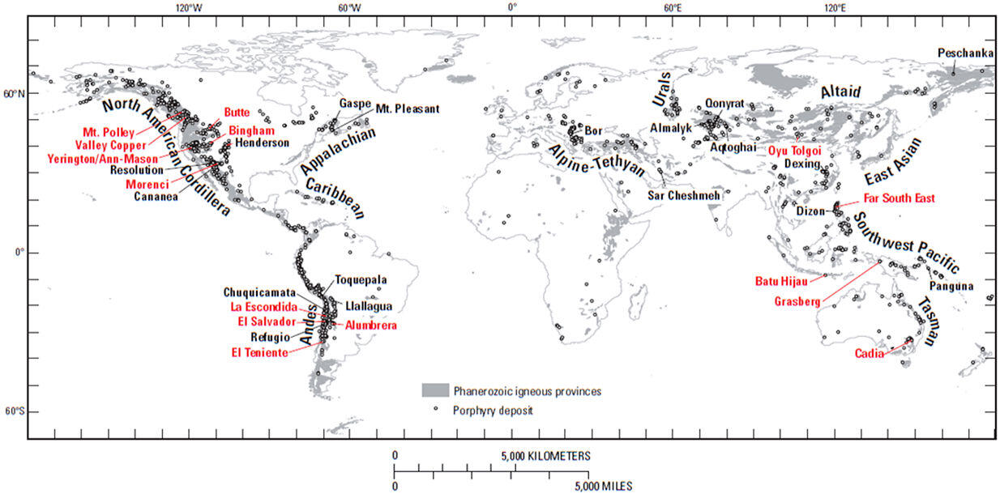 120°W 60°W 0° 60°E 120°E
60°N
0°
60°S
North American Cordillera
Mt. Polley
Valley Copper
Yerington/Ann-Mason
Resolution
Morenci
Cananea
Butte
Bingham
Henderson
Gaspe
Mt. Pleasant
Appalachian
Caribbean
Chuquicamata
La Escondida
El Salvador
Refugio
El Teniente
Andes
Toquepala
Llallagua
Alumbrera
Urals
Bor
Alpine-Tethyan
Almalyk
Qonyrat
Aqtoghai
Sar Cheshmeh
Altaid
Peschanka
Oyu Tolgoi
Dexing
East Asian
Far South East
Dizon
Southwest Pacific
Batu Hijau
Grasberg
Panguna
Tasman
Cadia
Phanerozoic igneous provinces
Porphyry deposit
0 5,000 KILOMETERS
0 5,000 MILES